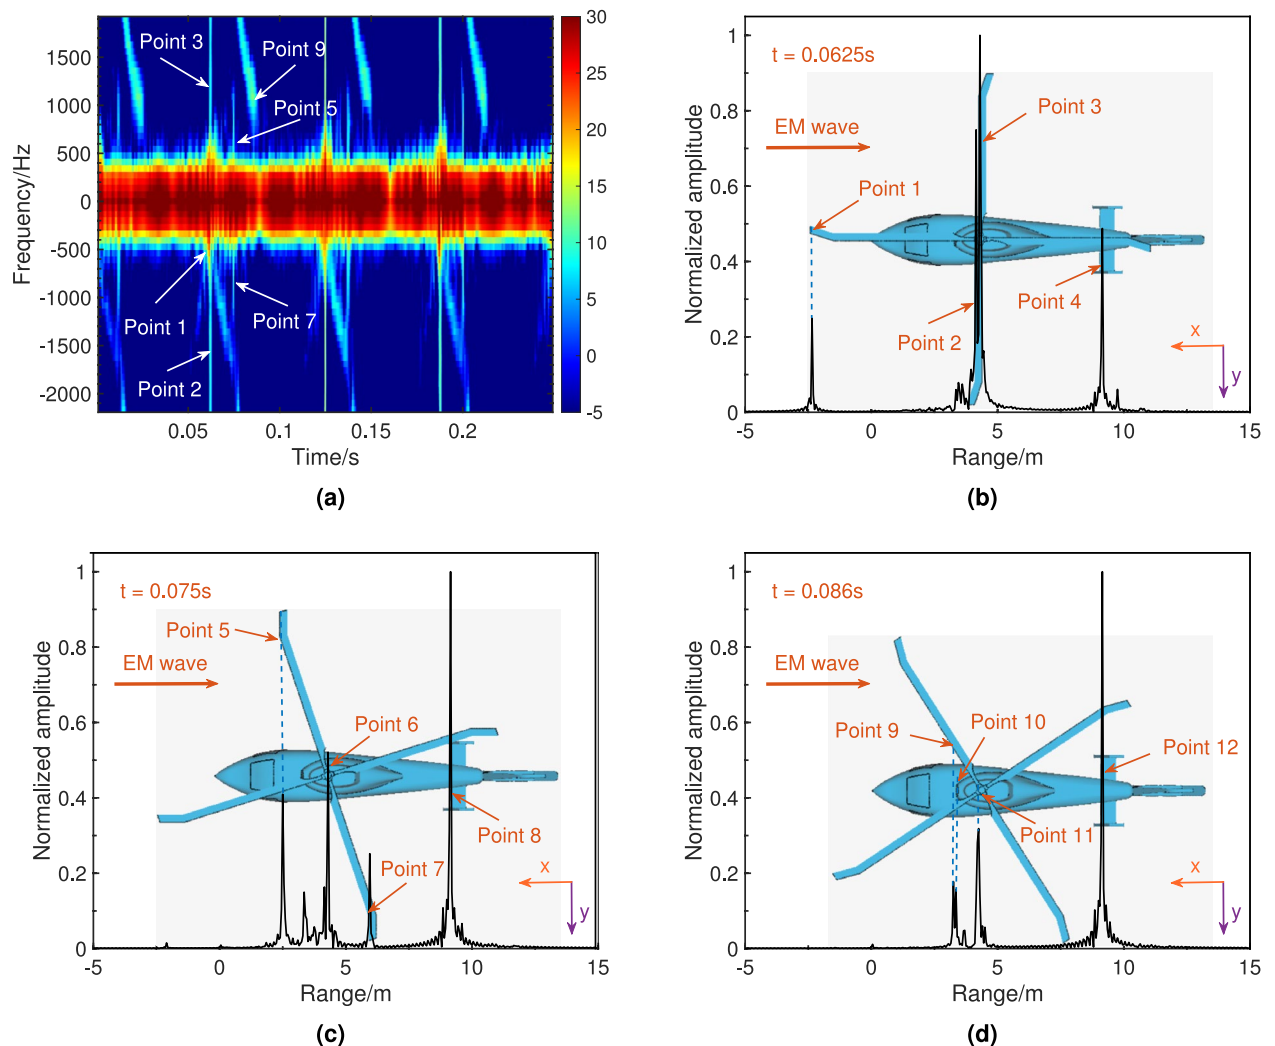 1500
1000
500
0
-500
-1000
-1500
-2000
Frequency/Hz
0.05
0.1
0.15
0.2
Time/s
30
25
20
15
10
5
0
-5
Point 3
Point 9
Point 5
Point 1
Point 7
Point 2
(a)
1
0.8
0.6
0.4
0.2
0
Normalized amplitude
t = 0.0625s
EM wave
Point 3
Point 1
Point 4
Point 2
x
y
-5
0
5
10
15
Range/m
(b)
1
0.8
0.6
0.4
0.2
0
Normalized amplitude
t = 0.075s
Point 5
EM wave
Point 6
Point 8
Point 7
x
y
-5
0
5
10
15
Range/m
(c)
1
0.8
0.6
0.4
0.2
0
Normalized amplitude
t = 0.086s
EM wave
Point 9
Point 10
Point 12
Point 11
x
y
-5
0
5
10
15
Range/m
(d)